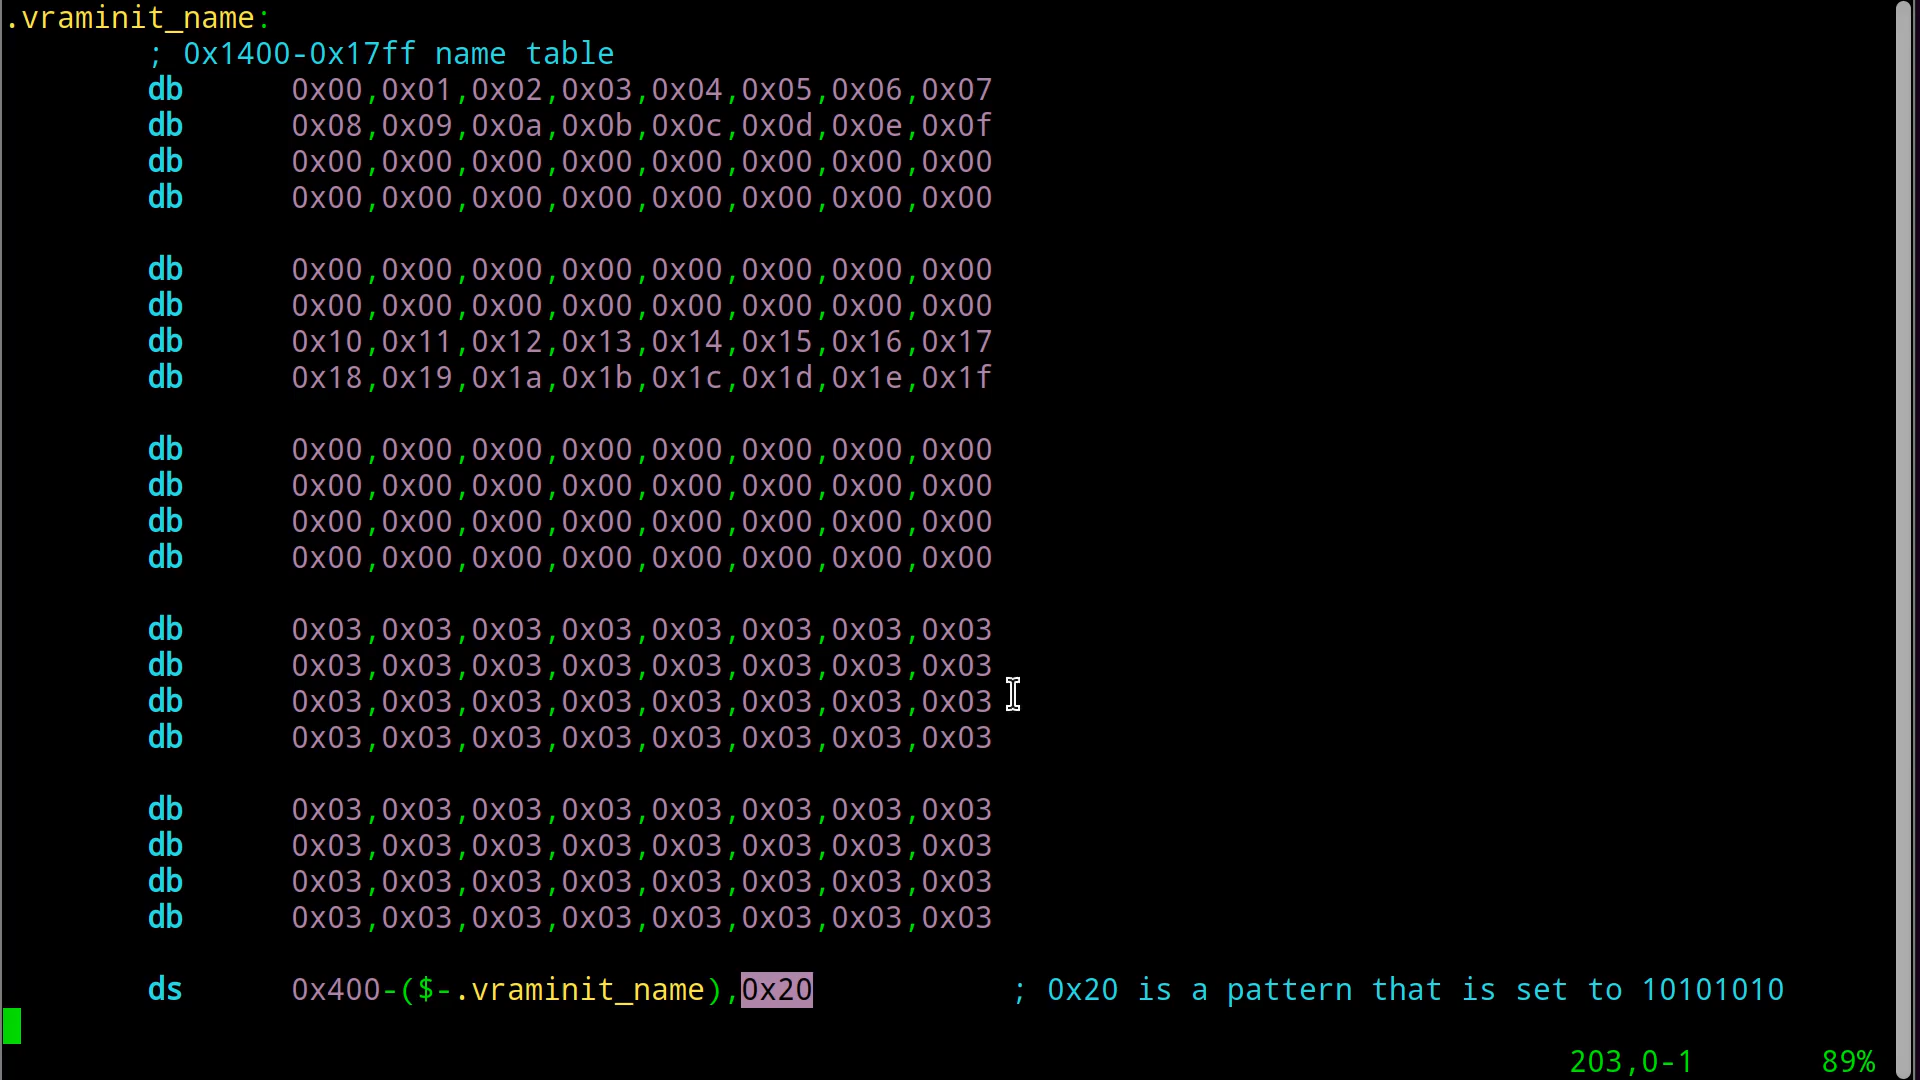 .vraminit_name:
; 0x1400-0x17ff name table
db 0x00,0x01,0x02,0x03,0x04,0x05,0x06,0x07
db 0x08,0x09,0x0a,0x0b,0x0c,0x0d,0x0e,0x0f
db 0x00,0x00,0x00,0x00,0x00,0x00,0x00,0x00
db 0x00,0x00,0x00,0x00,0x00,0x00,0x00,0x00
db 0x00,0x00,0x00,0x00,0x00,0x00,0x00,0x00
db 0x00,0x00,0x00,0x00,0x00,0x00,0x00,0x00
db 0x10,0x11,0x12,0x13,0x14,0x15,0x16,0x17
db 0x18,0x19,0x1a,0x1b,0x1c,0x1d,0x1e,0x1f
db 0x00,0x00,0x00,0x00,0x00,0x00,0x00,0x00
db 0x00,0x00,0x00,0x00,0x00,0x00,0x00,0x00
db 0x00,0x00,0x00,0x00,0x00,0x00,0x00,0x00
db 0x00,0x00,0x00,0x00,0x00,0x00,0x00,0x00
db 0x03,0x03,0x03,0x03,0x03,0x03,0x03,0x03
db 0x03,0x03,0x03,0x03,0x03,0x03,0x03,0x03
db 0x03,0x03,0x03,0x03,0x03,0x03,0x03,0x03
db 0x03,0x03,0x03,0x03,0x03,0x03,0x03,0x03
db 0x03,0x03,0x03,0x03,0x03,0x03,0x03,0x03
db 0x03,0x03,0x03,0x03,0x03,0x03,0x03,0x03
db 0x03,0x03,0x03,0x03,0x03,0x03,0x03,0x03
db 0x03,0x03,0x03,0x03,0x03,0x03,0x03,0x03
ds 0x400-($-.vraminit_name),0x20 ; 0x20 is a pattern that is set to 10101010
203,0-1 89%